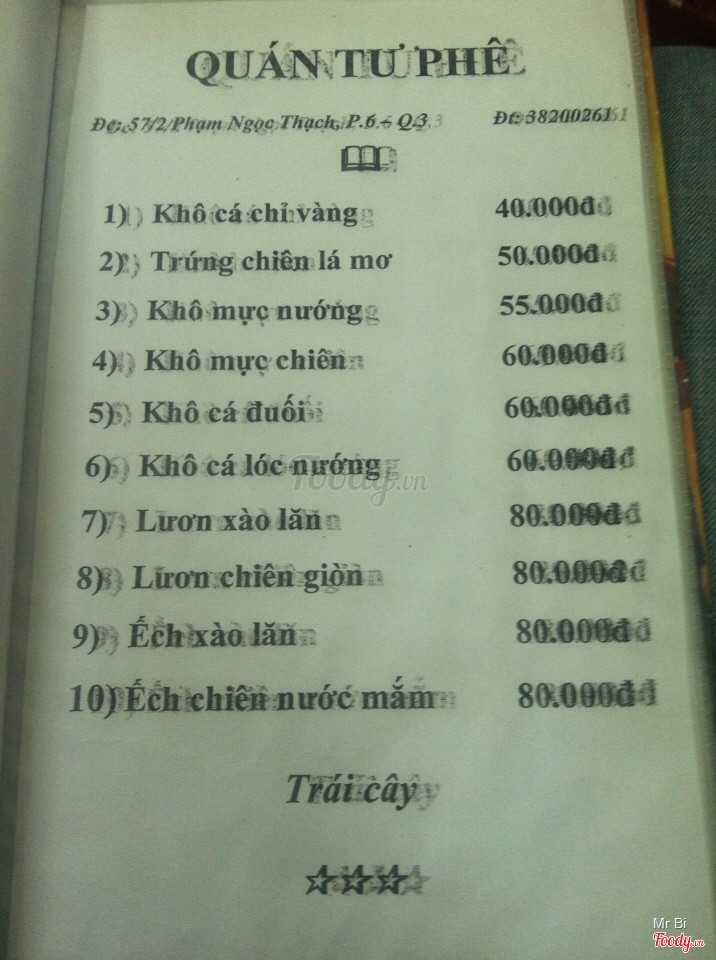 QUÁN TƯ PHÊ
Đc: 57/2 Phạm Ngọc Thạch, P.6 – Q.3
Đt: 38200261
1) Khô cá chỉ vàng 40.000đ
2) Trứng chiên lá mơ 50.000đ
3) Khô mực nướng 55.000đ
4) Khô mực chiên 60.000đ
5) Khô cá đuối 60.000đ
6) Khô cá lóc nướng 60.000đ
7) Lươn xào lăn 80.000đ
8) Lươn chiên giòn 80.000đ
9) Ếch xào lăn 80.000đ
10) Ếch chiên nước mắm 80.000đ
Foody.vn
Trái cây
Mr Bi
Foody.vn